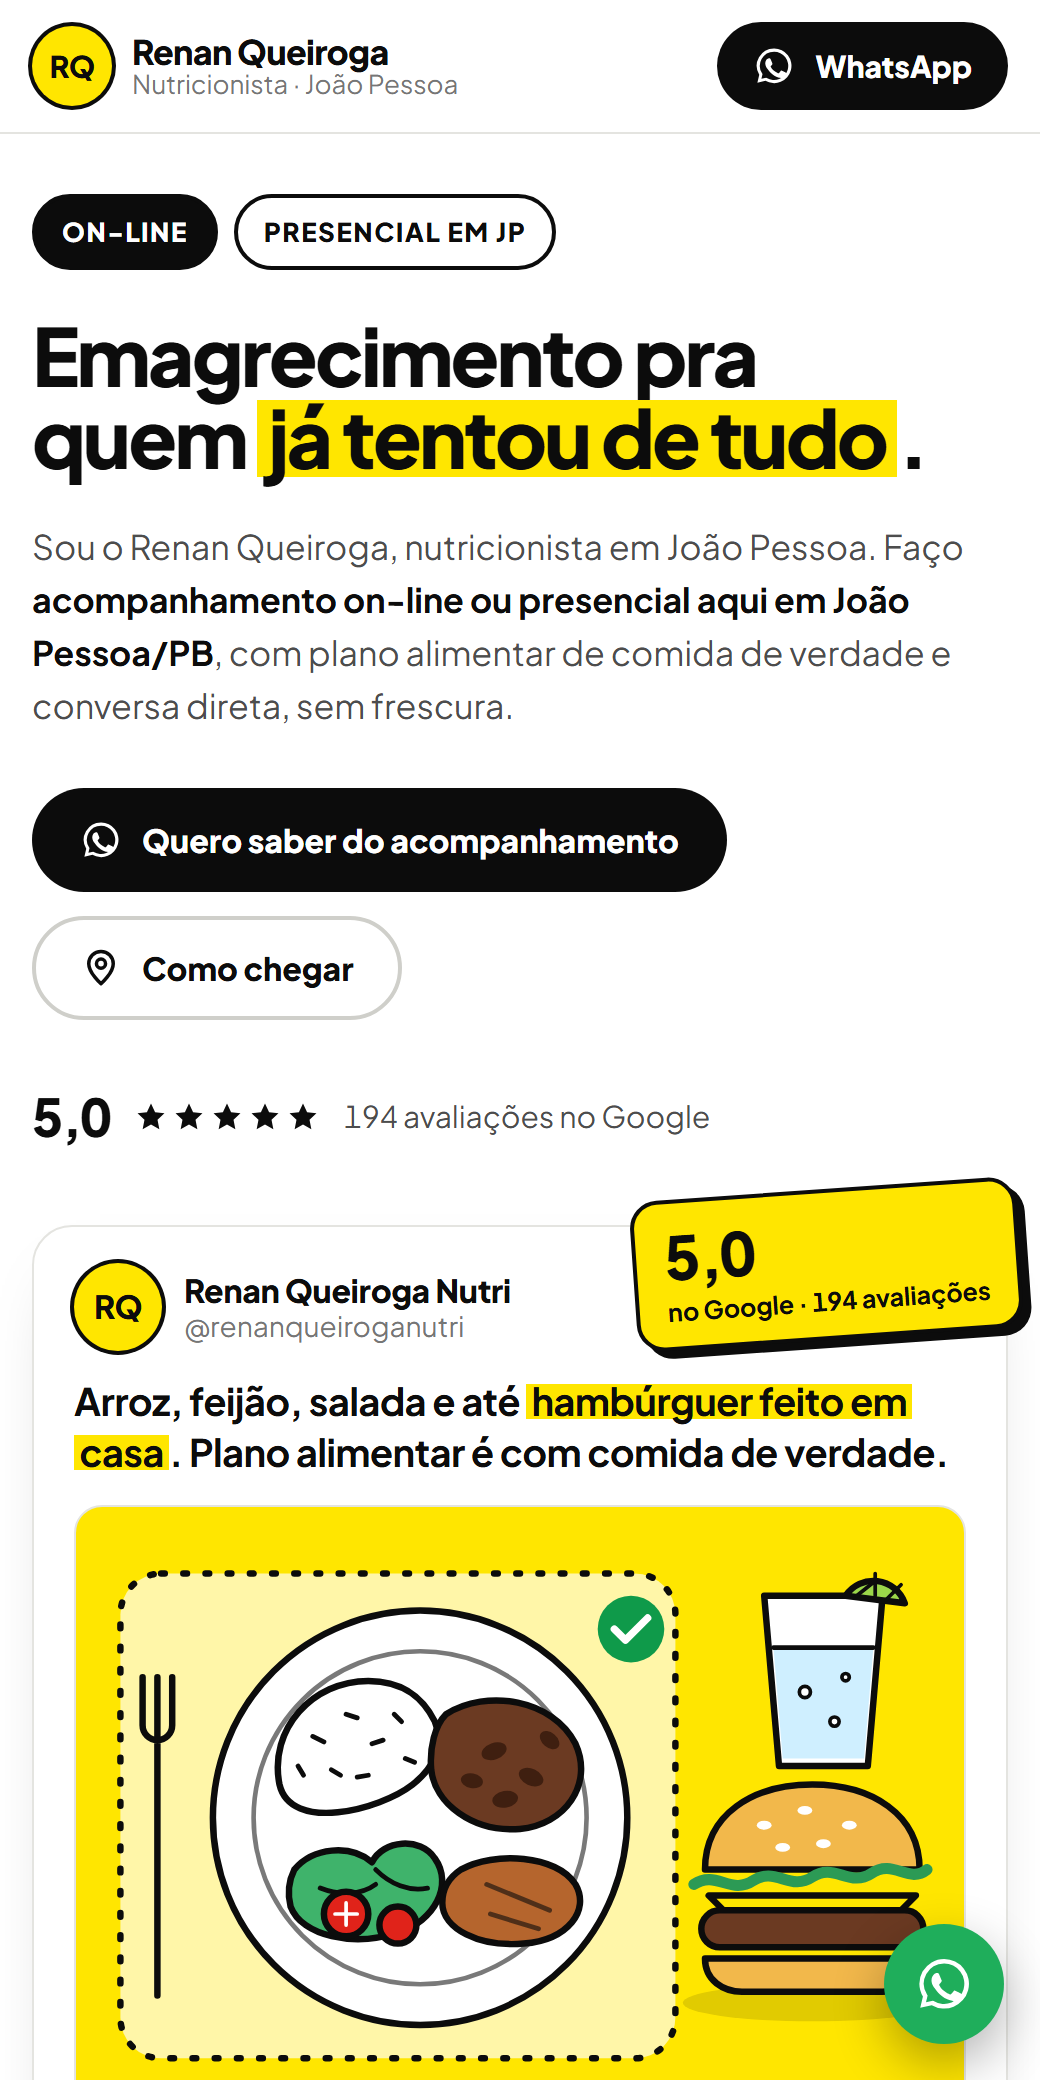 RQ
Renan Queiroga
Nutricionista · João Pessoa
WhatsApp
ON-LINE
PRESENCIAL EM JP
Emagrecimento pra
quem já tentou de tudo.
Sou o Renan Queiroga, nutricionista em João Pessoa. Faço
acompanhamento on-line ou presencial aqui em João
Pessoa/PB, com plano alimentar de comida de verdade e
conversa direta, sem frescura.
Quero saber do acompanhamento
Como chegar
5,0
194 avaliações no Google
5,0
no Google · 194 avaliações
RQ
Renan Queiroga Nutri
@renanqueiroganutri
Arroz, feijão, salada e até hambúrguer feito em
casa. Plano alimentar é com comida de verdade.